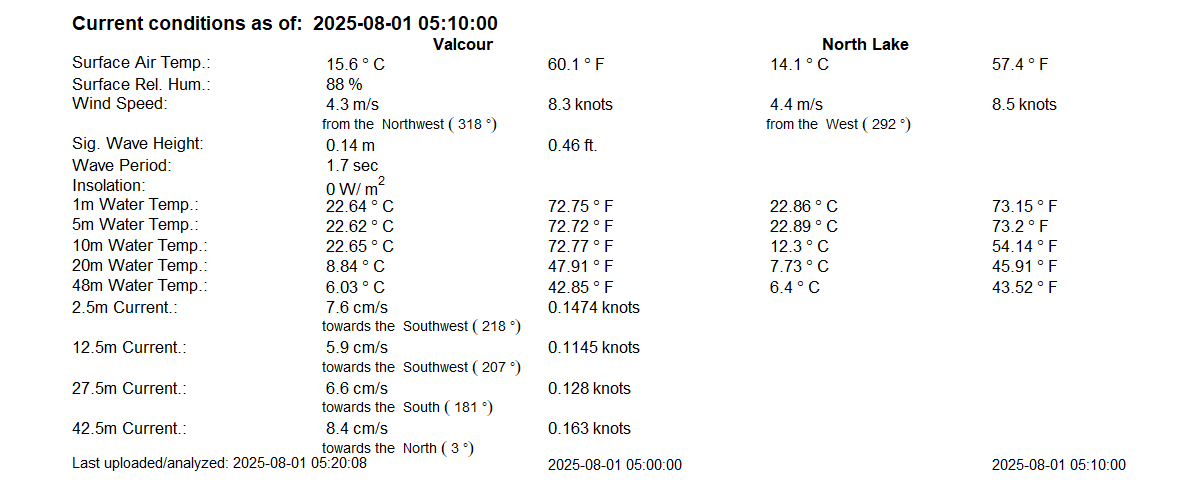 Current conditions as of: 2025-08-01 05:10:00
Valcour North Lake
Surface Air Temp.: 15.6 ° C 60.1 ° F 14.1 ° C 57.4 ° F
Surface Rel. Hum.: 88 %
Wind Speed: 4.3 m/s 8.3 knots 4.4 m/s 8.5 knots
from the Northwest ( 318 °) from the West ( 292 °)
Sig. Wave Height: 0.14 m 0.46 ft.
Wave Period: 1.7 sec
Insolation: 0 W/ m²
1m Water Temp.: 22.64 ° C 72.75 ° F 22.86 ° C 73.15 ° F
5m Water Temp.: 22.62 ° C 72.72 ° F 22.89 ° C 73.2 ° F
10m Water Temp.: 22.65 ° C 72.77 ° F 12.3 ° C 54.14 ° F
20m Water Temp.: 8.84 ° C 47.91 ° F 7.73 ° C 45.91 ° F
48m Water Temp.: 6.03 ° C 42.85 ° F 6.4 ° C 43.52 ° F
2.5m Current.: 7.6 cm/s 0.1474 knots
towards the Southwest ( 218 °)
12.5m Current.: 5.9 cm/s 0.1145 knots
towards the Southwest ( 207 °)
27.5m Current.: 6.6 cm/s 0.128 knots
towards the South ( 181 °)
42.5m Current.: 8.4 cm/s 0.163 knots
towards the North ( 3 °)
Last uploaded/analyzed: 2025-08-01 05:20:08 2025-08-01 05:00:00 2025-08-01 05:10:00